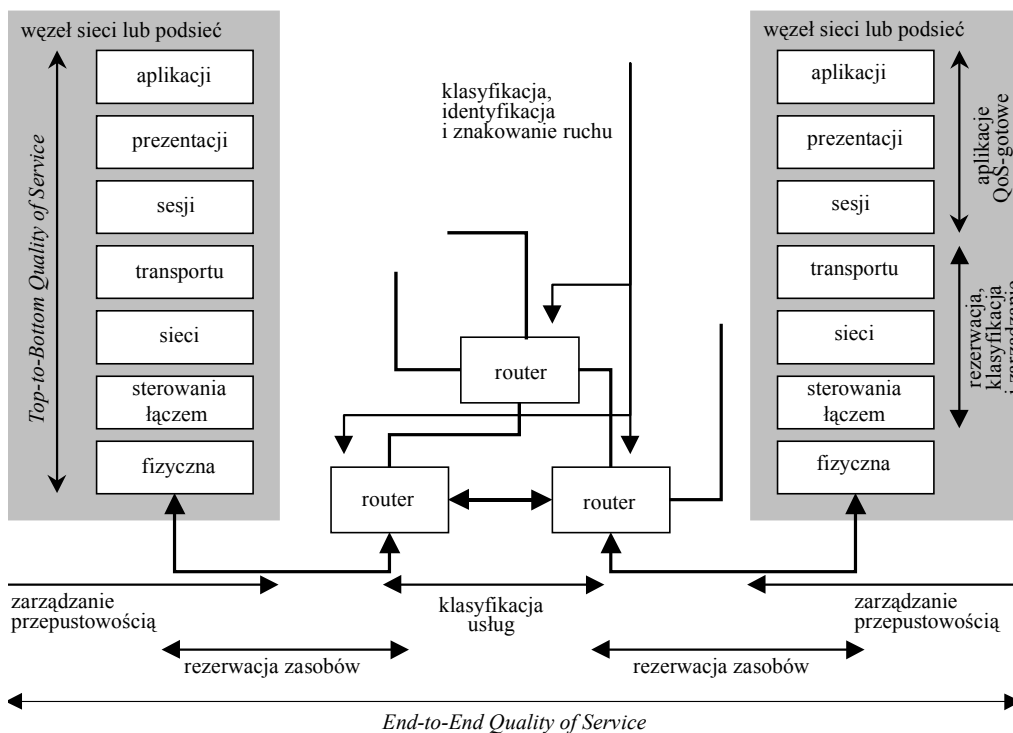 węzeł sieci lub podsieć
aplikacji
prezentacji
sesji
transportu
sieci
sterowania
łączem
fizyczna
Top-to-Bottom Quality of Service
klasyfikacja,
identyfikacja
i znakowanie ruchu
router
router
router
węzeł sieci lub podsieć
aplikacji
prezentacji
sesji
transportu
sieci
sterowania
łączem
fizyczna
aplikacje
QoS-gotowe
rezerwacja,
klasyfikacja
zarządzanie
przepustowością
klasyfikacja
usług
zarządzanie
przepustowością
rezerwacja zasobów
rezerwacja zasobów
End-to-End Quality of Service